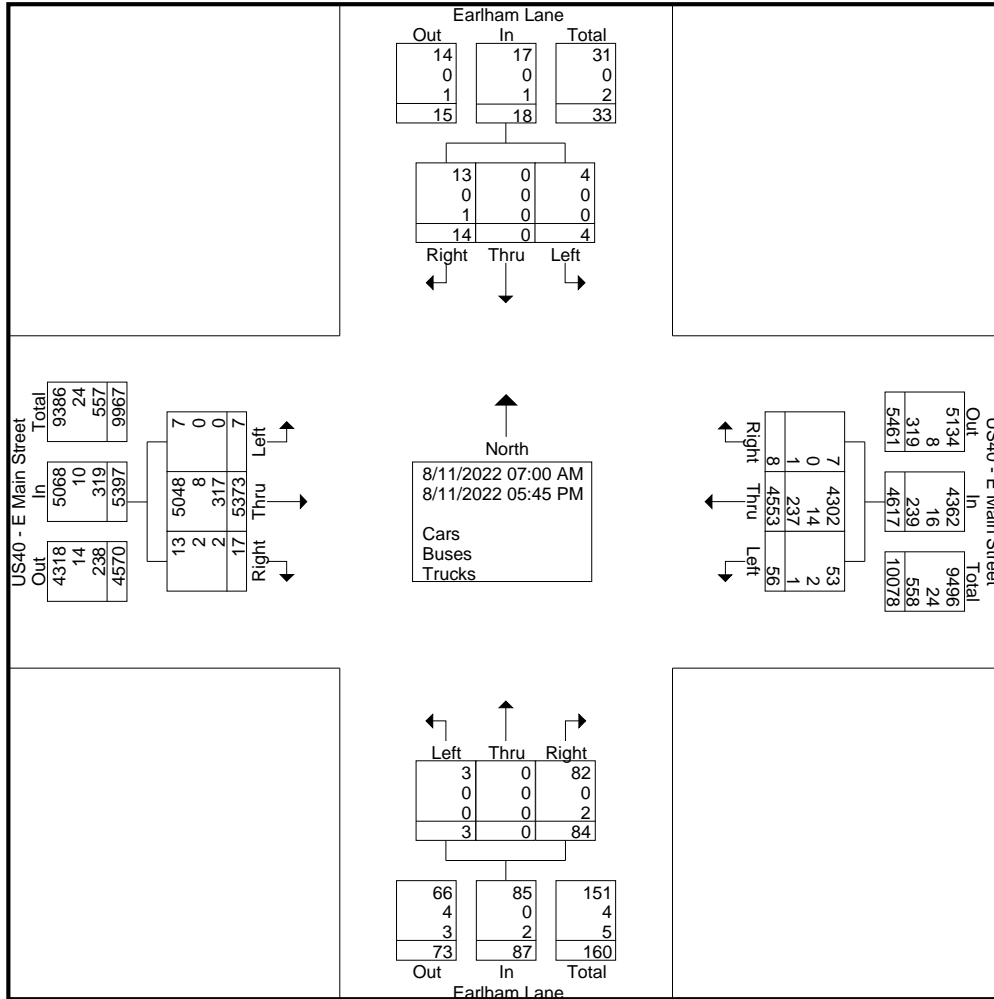 Earlham Lane
Out In Total
14 17 31
0 0 0
1 1 2
15 18 33
13 0 4
0 0 0
1 0 0
14 0 4
Right Thru Left
US40 - E Main Street
Total In Out
9386 5068 4318
24 10 14
557 319 238
9967 5397 4570
7 5048 13
0 8 2
0 317 2
7 5373 17
Left Thru Right
North
8/11/2022 07:00 AM
8/11/2022 05:45 PM
Cars
Buses
Trucks
US40 - E Main Street
Out In Total
5134 4362 9496
8 16 24
319 239 558
5461 4617 10078
7 4302 53
0 14 2
1 237 1
8 4553 56
Right Thru Left
Left Thru Right
3 0 82
0 0 0
0 0 2
3 0 84
66 85 151
4 0 4
3 2 5
73 87 160
Out In Total
Earlham Lane